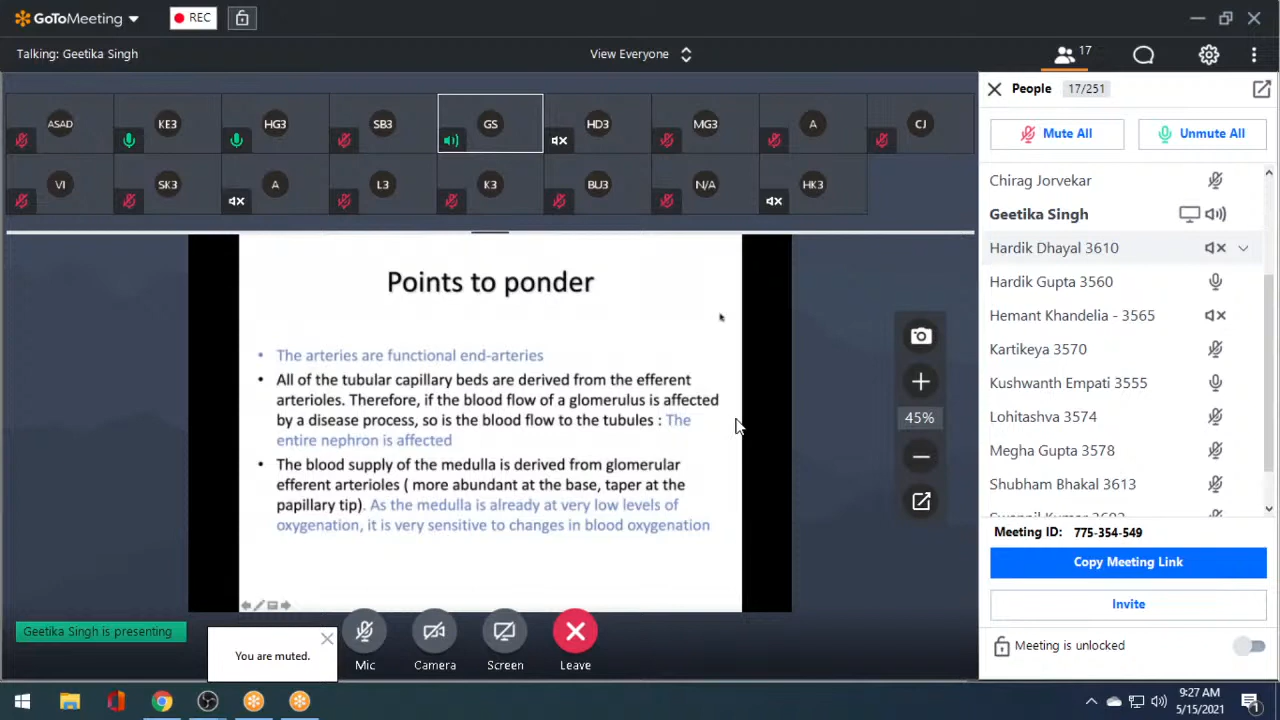 GoToMeeting
REC
Talking: Geetika Singh
View Everyone
17
ASAD
KE3
HG3
SB3
GS
HD3
MG3
A
CJ
VI
SK3
A
L3
K3
BU3
N/A
HK3
Points to ponder
• The arteries are functional end-arteries
• All of the tubular capillary beds are derived from the efferent
arterioles. Therefore, if the blood flow of a glomerulus is affected
by a disease process, so is the blood flow to the tubules : The
entire nephron is affected
• The blood supply of the medulla is derived from glomerular
efferent arterioles ( more abundant at the base, taper at the
papillary tip). As the medulla is already at very low levels of
oxygenation, it is very sensitive to changes in blood oxygenation
45%
Geetika Singh is presenting
You are muted.
Mic
Camera
Screen
Leave
People 17/251
Mute All
Unmute All
Chirag Jorvekar
Geetika Singh
Hardik Dhayal 3610
Hardik Gupta 3560
Hemant Khandelia - 3565
Kartikeya 3570
Kushwanth Empati 3555
Lohitashva 3574
Megha Gupta 3578
Shubham Bhakal 3613
Meeting ID: 775-354-549
Copy Meeting Link
Invite
Meeting is unlocked
9:27 AM
5/15/2021
1